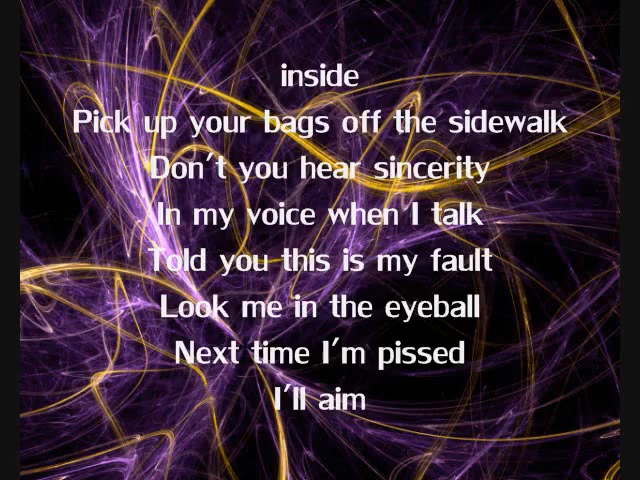 inside
Pick up your bags off the sidewalk
Don't you hear sincerity
In my voice when I talk
Told you this is my fault
Look me in the eyeball
Next time I'm pissed
I'll aim